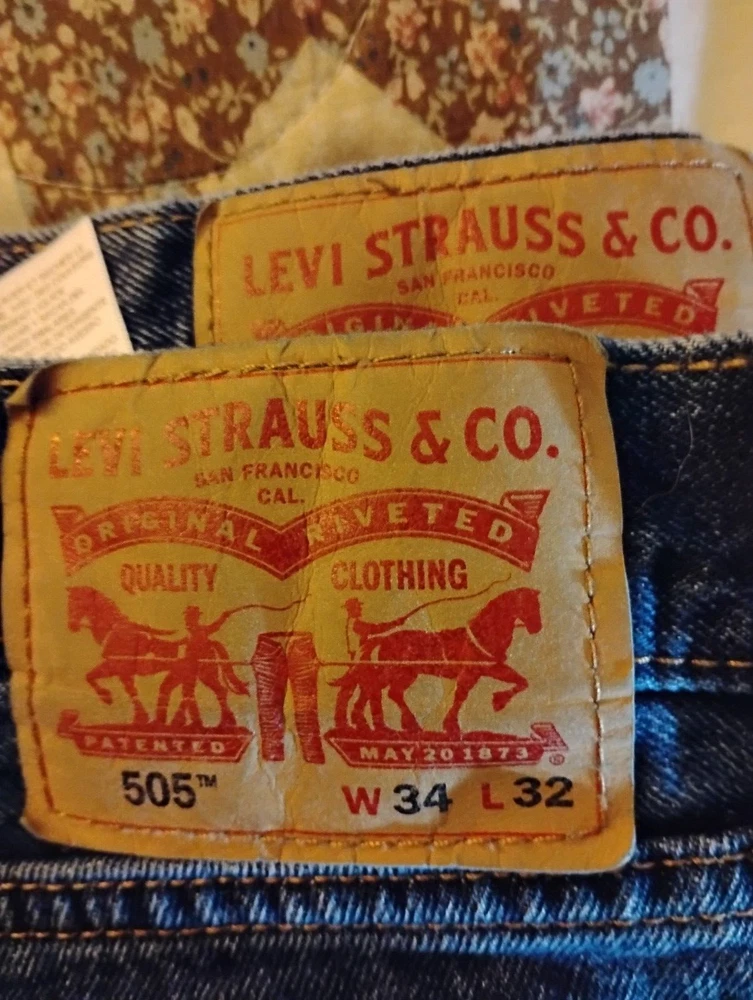 LEVI STRAUSS & CO.
SAN FRANCISCO
CAL.
RIVETED
LEVI STRAUSS & CO.
SAN FRANCISCO
CAL.
ORIGINAL RIVETED
QUALITY CLOTHING
PATENTED MAY 20 1873 ®
505™ W 34 L 32